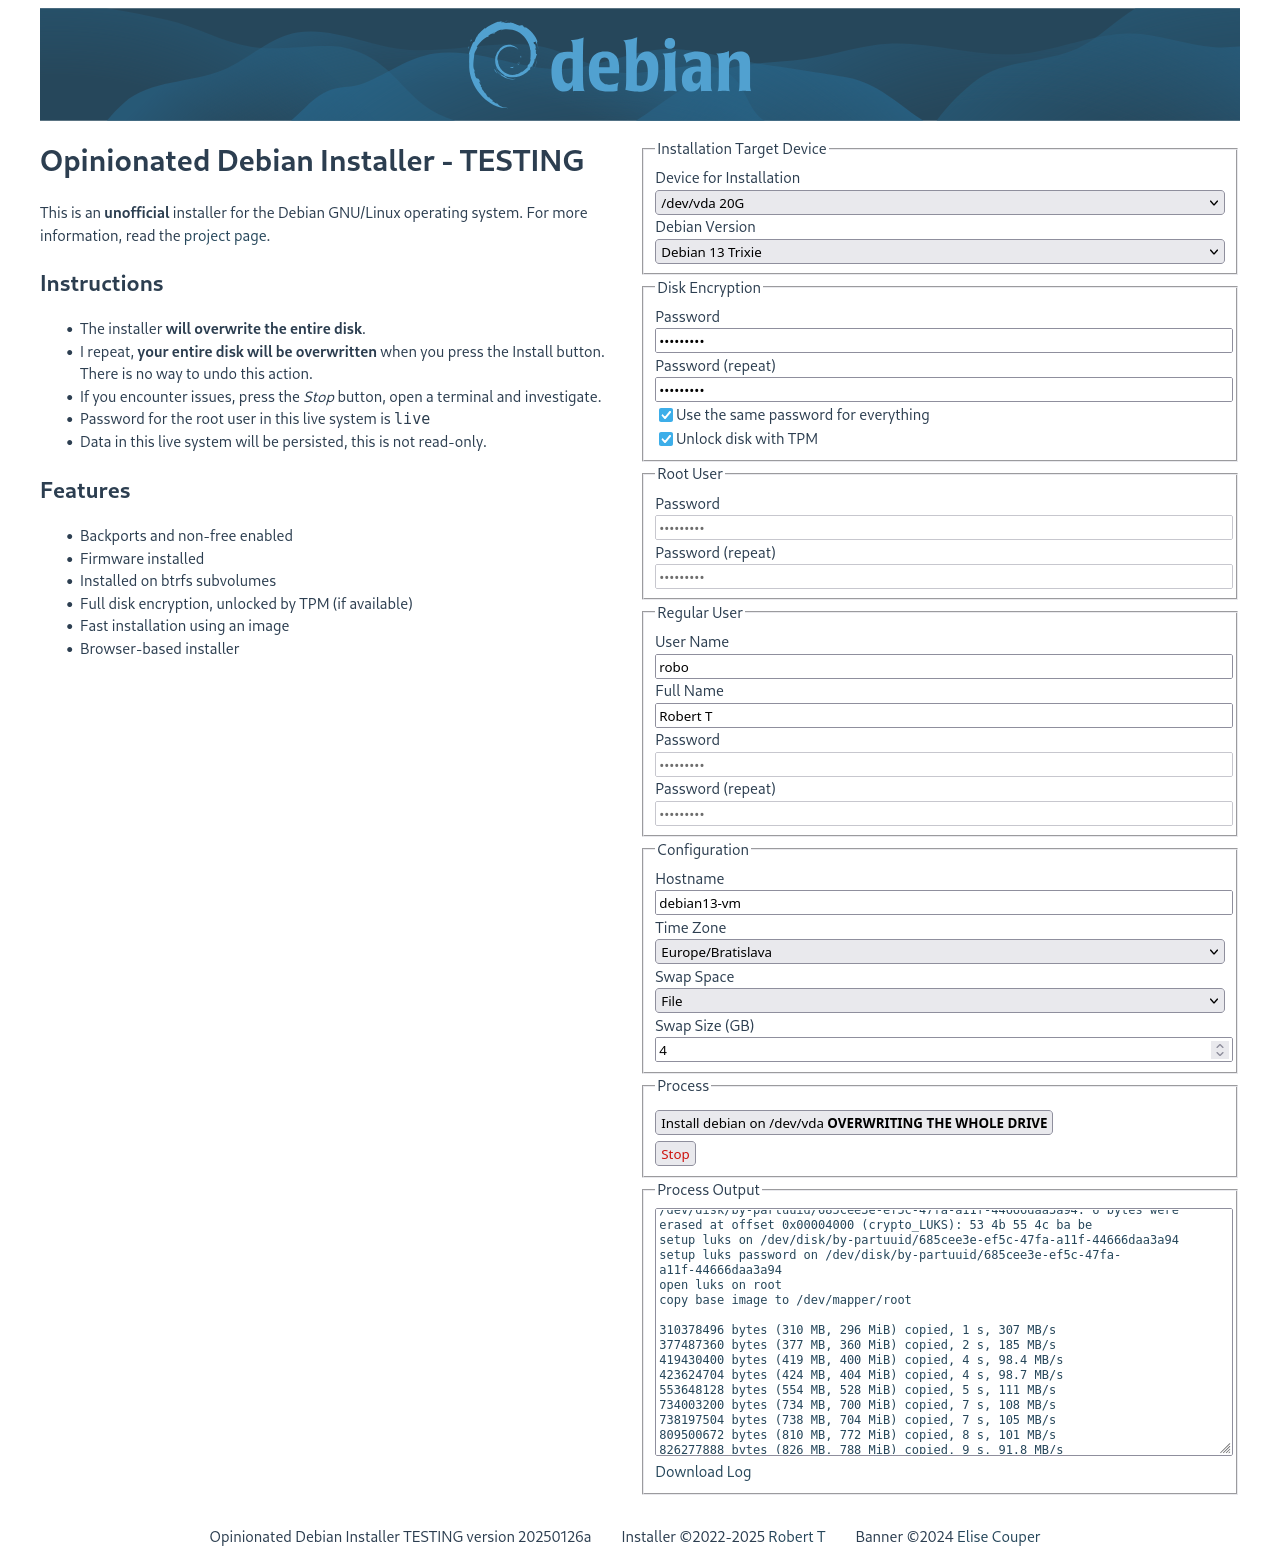 debian
Opinionated Debian Installer - TESTING
This is an unofficial installer for the Debian GNU/Linux operating system. For more
information, read the project page.
Instructions
• The installer will overwrite the entire disk.
• I repeat, your entire disk will be overwritten when you press the Install button.
There is no way to undo this action.
• If you encounter issues, press the Stop button, open a terminal and investigate.
• Password for the root user in this live system is live
• Data in this live system will be persisted, this is not read-only.
Features
• Backports and non-free enabled
• Firmware installed
• Installed on btrfs subvolumes
• Full disk encryption, unlocked by TPM (if available)
• Fast installation using an image
• Browser-based installer
Installation Target Device
Device for Installation
/dev/vda 20G
Debian Version
Debian 13 Trixie
Disk Encryption
Password
•••••••••
Password (repeat)
•••••••••
Use the same password for everything
Unlock disk with TPM
Root User
Password
•••••••••
Password (repeat)
•••••••••
Regular User
User Name
robo
Full Name
Robert T
Password
•••••••••
Password (repeat)
•••••••••
Configuration
Hostname
debian13-vm
Time Zone
Europe/Bratislava
Swap Space
File
Swap Size (GB)
4
Process
Install debian on /dev/vda OVERWRITING THE WHOLE DRIVE
Stop
Process Output
/dev/disk/by-partuuid/685cee3e-ef5c-47fa-a11f-44666daa3a94: 6 bytes were
erased at offset 0x00004000 (crypto_LUKS): 53 4b 55 4c ba be
setup luks on /dev/disk/by-partuuid/685cee3e-ef5c-47fa-a11f-44666daa3a94
setup luks password on /dev/disk/by-partuuid/685cee3e-ef5c-47fa-
a11f-44666daa3a94
open luks on root
copy base image to /dev/mapper/root
310378496 bytes (310 MB, 296 MiB) copied, 1 s, 307 MB/s
377487360 bytes (377 MB, 360 MiB) copied, 2 s, 185 MB/s
419430400 bytes (419 MB, 400 MiB) copied, 4 s, 98.4 MB/s
423624704 bytes (424 MB, 404 MiB) copied, 4 s, 98.7 MB/s
553648128 bytes (554 MB, 528 MiB) copied, 5 s, 111 MB/s
734003200 bytes (734 MB, 700 MiB) copied, 7 s, 108 MB/s
738197504 bytes (738 MB, 704 MiB) copied, 7 s, 105 MB/s
809500672 bytes (810 MB, 772 MiB) copied, 8 s, 101 MB/s
826277888 bytes (826 MB, 788 MiB) copied, 9 s, 91.8 MB/s
Download Log
Opinionated Debian Installer TESTING version 20250126a Installer ©2022-2025 Robert T Banner ©2024 Elise Couper